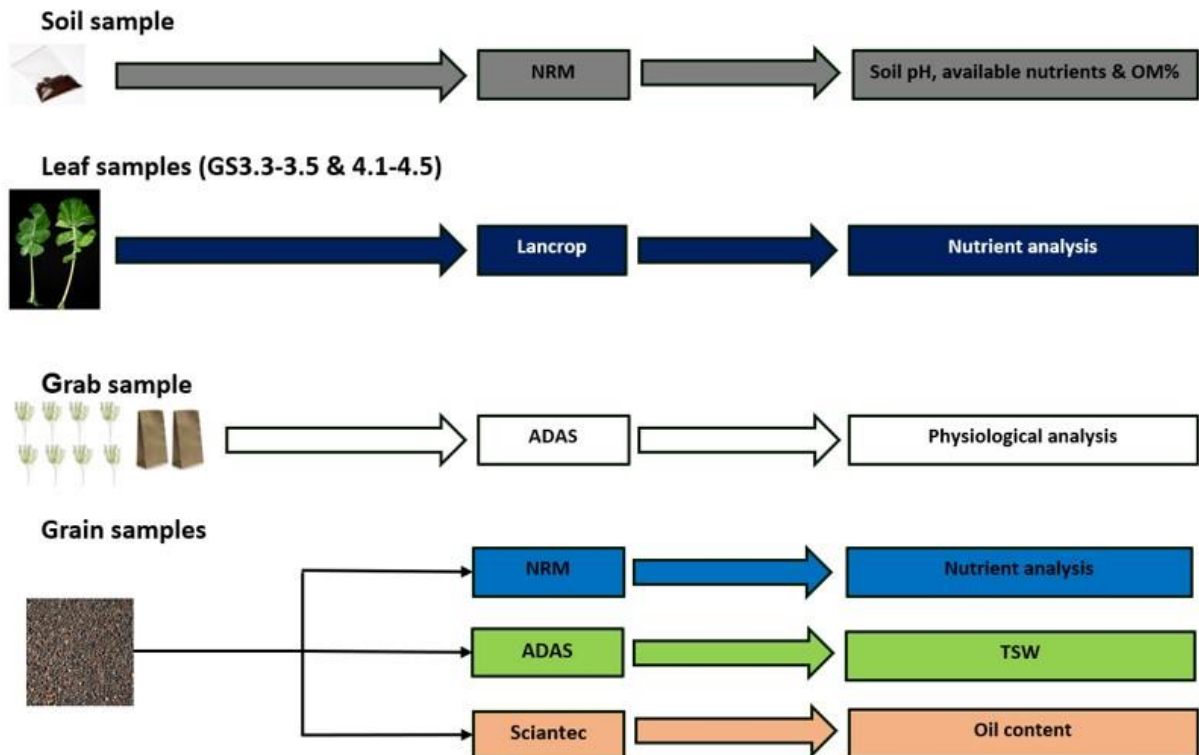 Soil sample
NRM
Soil pH, available nutrients & OM%
Leaf samples (GS3.3-3.5 & 4.1-4.5)
Lancrop
Nutrient analysis
Grab sample
ADAS
Physiological analysis
Grain samples
NRM
Nutrient analysis
ADAS
TSW
Sciantec
Oil content